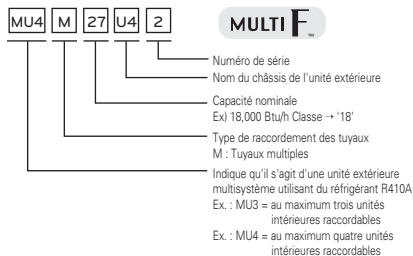 MU4 M 27 U4 2 MULTI F™
Numéro de série
Nom du châssis de l'unité extérieure
Capacité nominale
Ex) 18,000 Btu/h Classe → '18'
Type de raccordement des tuyaux
M : Tuyaux multiples
Indique qu'il s'agit d'une unité extérieure
multisystème utilisant du réfrigérant R410A
Ex. : MU3 = au maximum trois unités
intérieures raccordables
Ex. : MU4 = au maximum quatre unités
intérieures raccordables